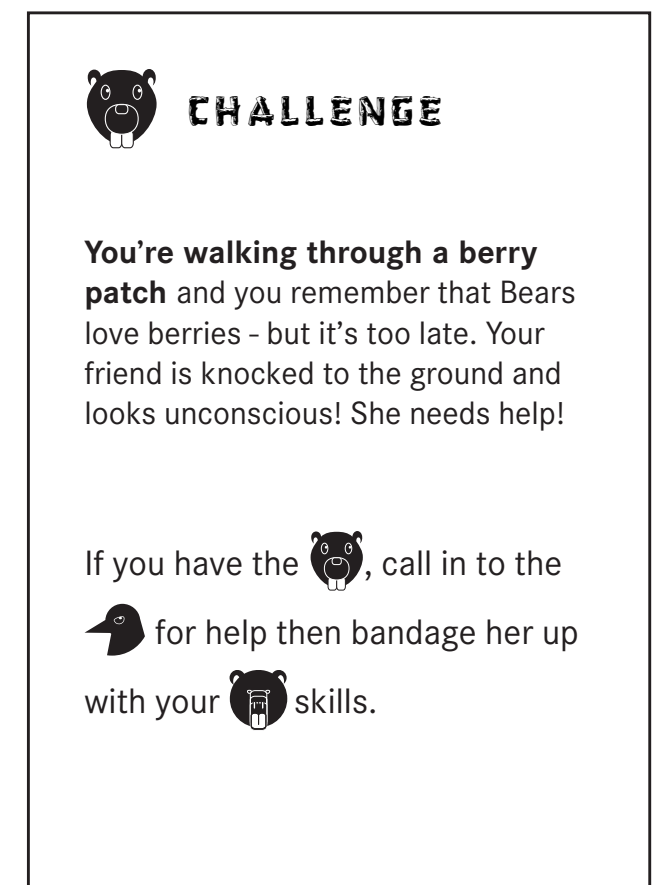 CHALLENGE
You're walking through a berry
patch and you remember that Bears
love berries - but it's too late. Your
friend is knocked to the ground and
looks unconscious! She needs help!
If you have the , call in to the
for help then bandage her up
with your skills.